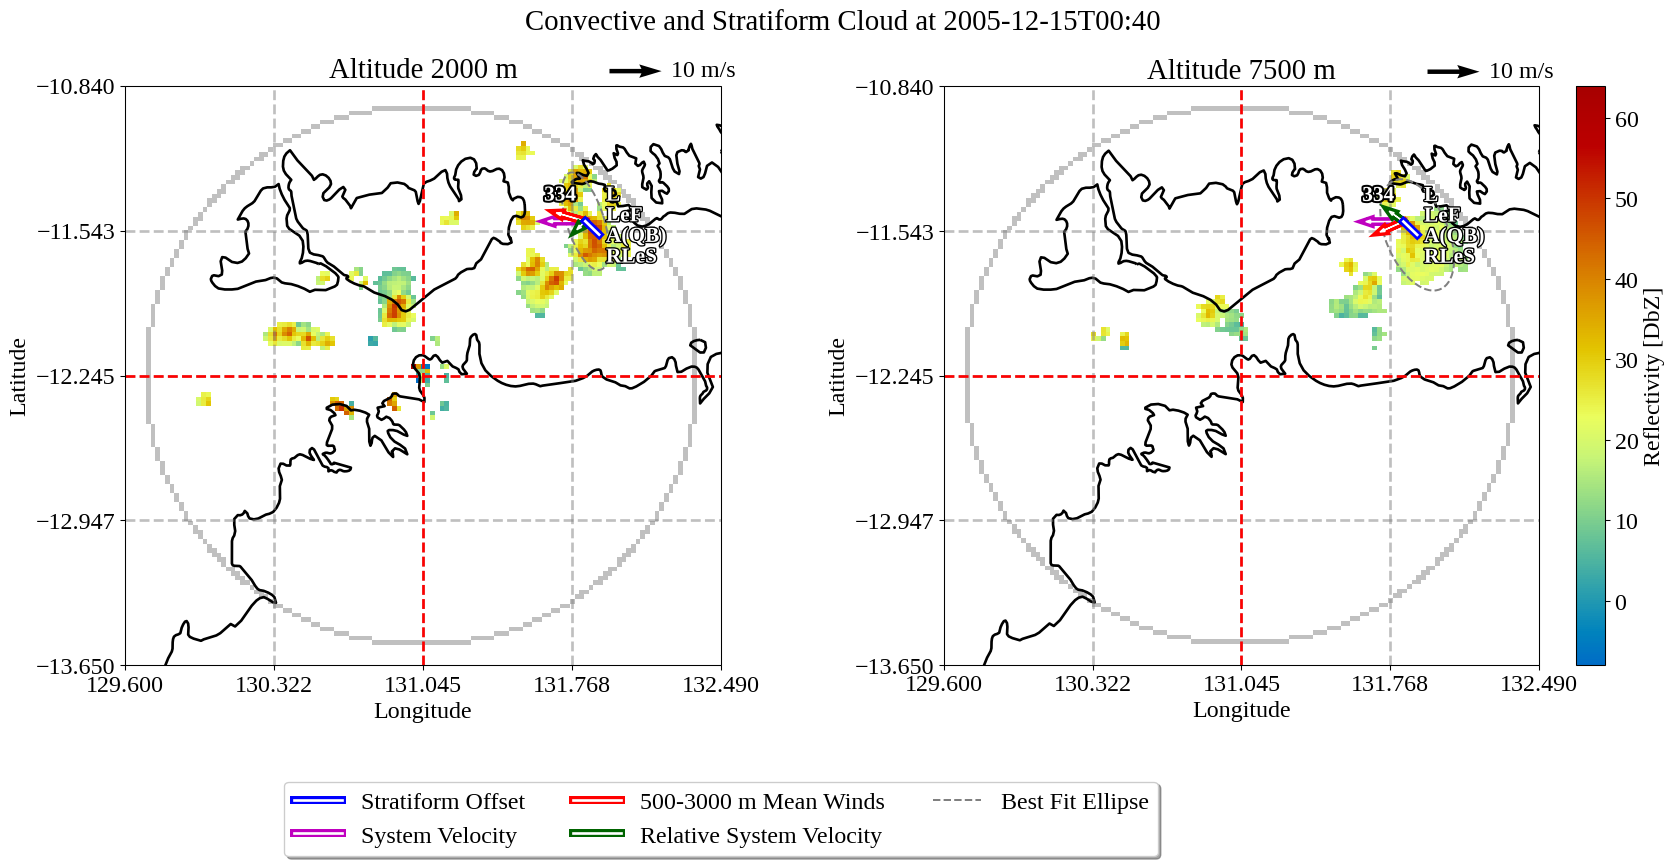 Convective and Stratiform Cloud at 2005-12-15T00:40
Altitude 2000 m
10 m/s
Altitude 7500 m
10 m/s
−10.840
−11.543
−12.245
−12.947
−13.650
129.600
130.322
131.045
131.768
132.490
Longitude
Latitude
334
L
LeF
A(QB)
RLeS
−10.840
−11.543
−12.245
−12.947
−13.650
129.600
130.322
131.045
131.768
132.490
Longitude
Latitude
334
L
LeF
A(QB)
RLeS
60
50
40
30
20
10
0
Reflectivity [DbZ]
Stratiform Offset
System Velocity
500-3000 m Mean Winds
Relative System Velocity
Best Fit Ellipse